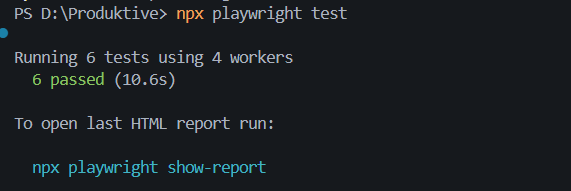 PS D:\Produktive> npx playwright test
Running 6 tests using 4 workers
6 passed (10.6s)
To open last HTML report run:
npx playwright show-report